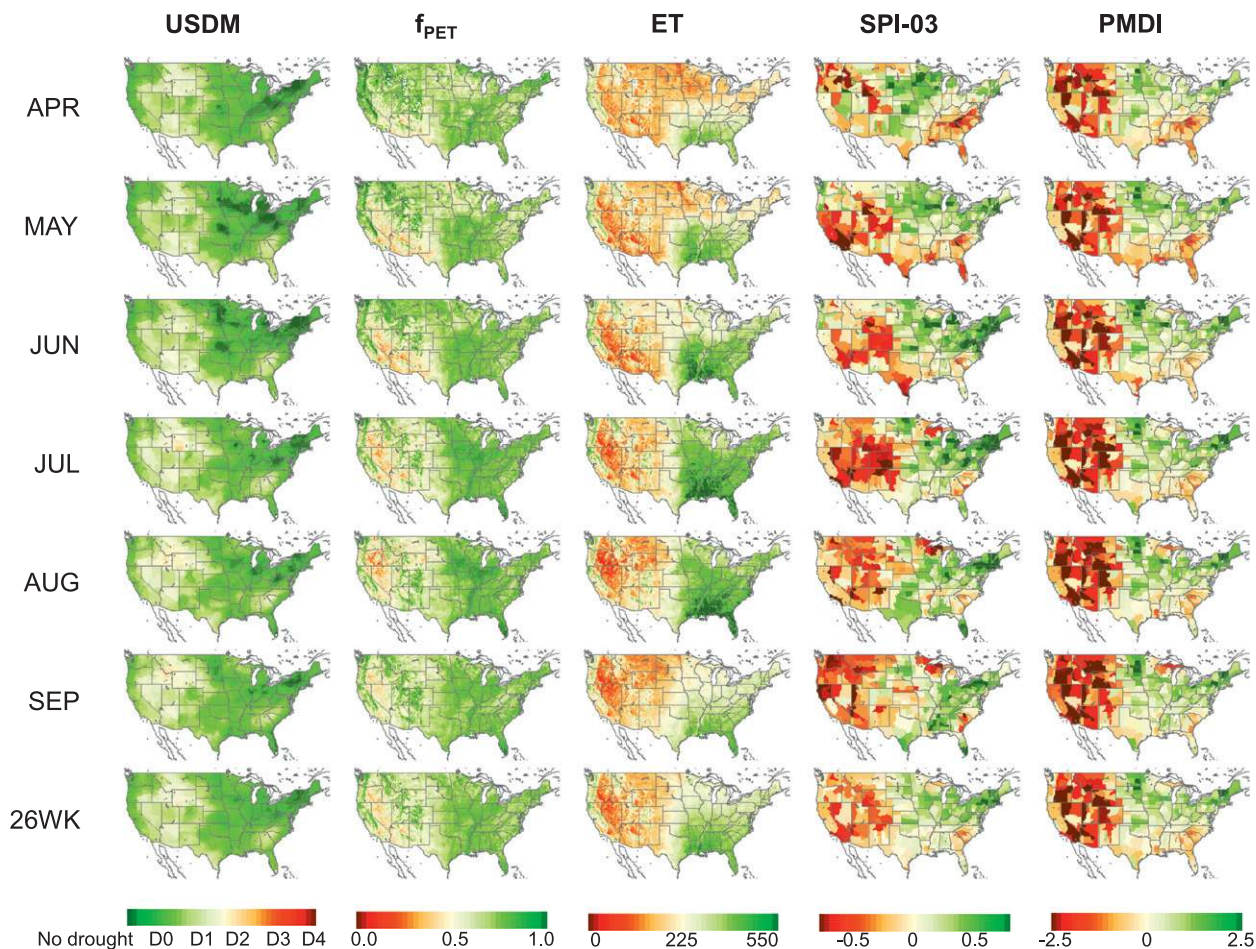 USDM fPET ET SPI-03 PMDI
APR
MAY
JUN
JUL
AUG
SEP
26WK
No drought D0 D1 D2 D3 D4 0.0 0.5 1.0 0 225 550 -0.5 0 0.5 -2.5 0 2.5